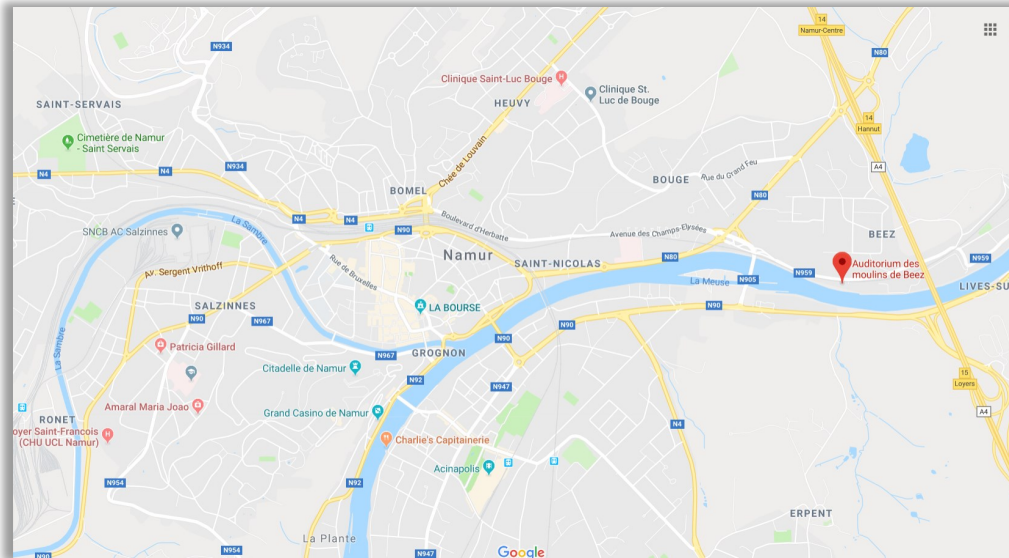 14
Namur-Centre
N934
N80
Clinique Saint-Luc Bouge
Clinique St.
Luc de Bouge
SAINT-SERVAIS
HEUVY
14
Hannut
Cimetière de Namur
- Saint Servais
Chée de Louvain
N4
N4
N934
A4
BOUGE
Rue du Grand Feu
BOMEL
N80
N4
N4
La Sambre
Boulevard d'Herbatte
SNCB AC Salzinnes
N90
Avenue des Champs-Elysées
BEEZ
Namur
SAINT-NICOLAS
N80
N959
Rue de Bruxelles
Auditorium des
moulins de Beez
Av. Sergent Vrithoff
La Meuse
N905
N959
LIVES-SU
SALZINNES
LA BOURSE
N90
N90
N967
N90
La Sambre
N90
Patricia Gillard
GROGNON
N967
Citadelle de Namur
15
Loyers
N92
N947
Amaral Maria Joao
Grand Casino de Namur
A4
RONET
N4
oyer Saint-François
(CHU UCL Namur)
Charlie's Capitainerie
Acinapolis
N954
N92
ERPENT
La Plante
N954
N947
N90
Google